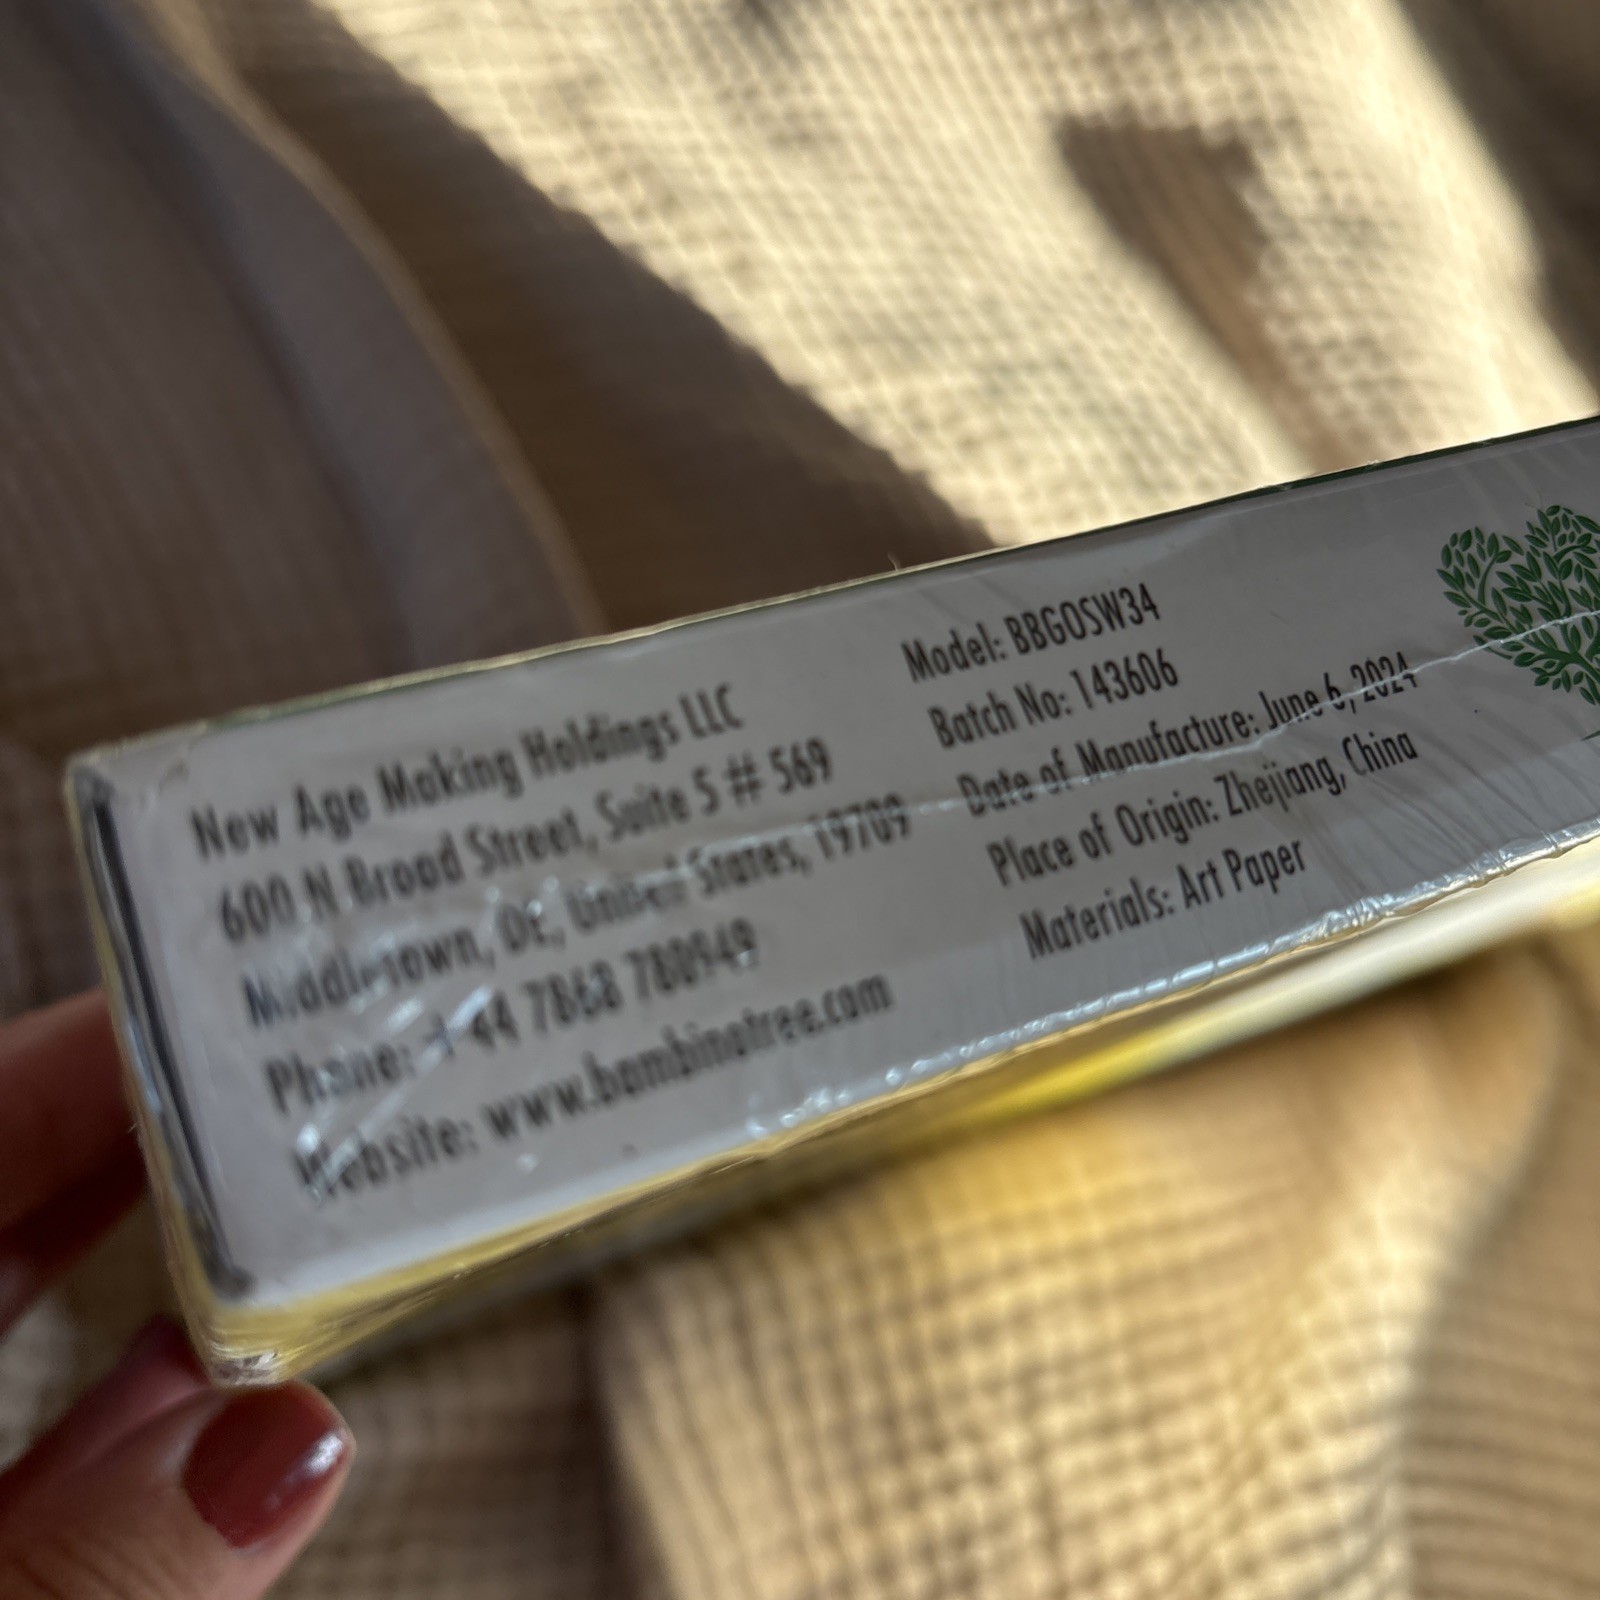 New Age Making Holdings LLC
600 N Broad Street, Suite 5 # 569
Middletown, DE, United States, 19709
Phone: + 44 7868 780949
Website: www.bambinotree.com
Model: BBGOSW34
Batch No: 143606
Date of Manufacture: June 6, 2024
Place of Origin: Zhejiang, China
Materials: Art Paper